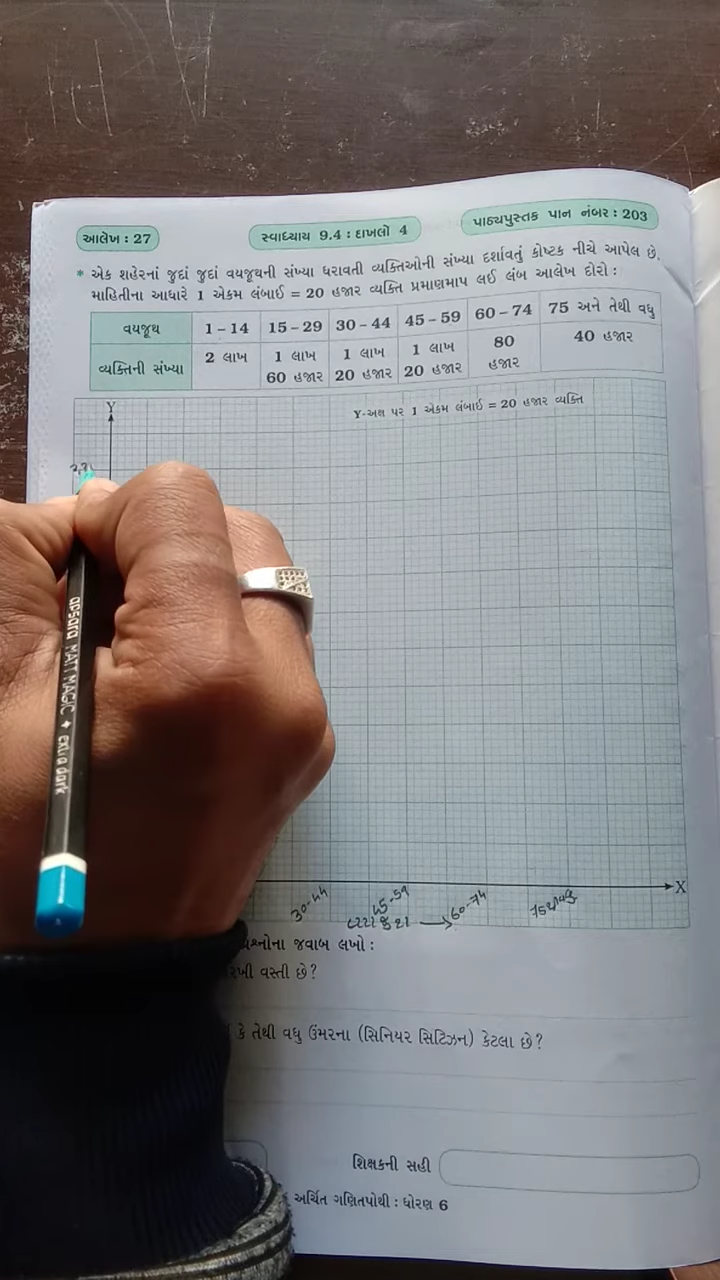 આલેખ : 27
સ્વાધ્યાય 9.4 : દાખલો 4
પાઠ્યપુસ્તક પાન નંબર : 203
* એક શહેરનાં જુદાં જુદાં વયજૂથની સંખ્યા ધરાવતી વ્યક્તિઓની સંખ્યા દર્શાવતું કોષ્ટક નીચે આપેલ છે.
માહિતીના આધારે 1 એકમ લંબાઈ = 20 હજાર વ્યક્તિ પ્રમાણમાપ લઈ લંબ આલેખ દોરો :
વયજૂથ 1 – 14 15 – 29 30 – 44 45 – 59 60 – 74 75 અને તેથી વધુ
વ્યક્તિની સંખ્યા 2 લાખ 1 લાખ 60 હજાર 1 લાખ 20 હજાર 1 લાખ 20 હજાર 80 હજાર 40 હજાર
Y
Y-અક્ષ પર 1 એકમ લંબાઈ = 20 હજાર વ્યક્તિ
apsara MATT MAGIC extra dark
X
30-44 45-59 60-74
પ્રશ્નોના જવાબ લખો :
સરખી વસ્તી છે ?
કે તેથી વધુ ઉંમરના (સિનિયર સિટિઝન) કેટલા છે ?
શિક્ષકની સહી
અર્ચિત ગણિતપોથી : ધોરણ 6